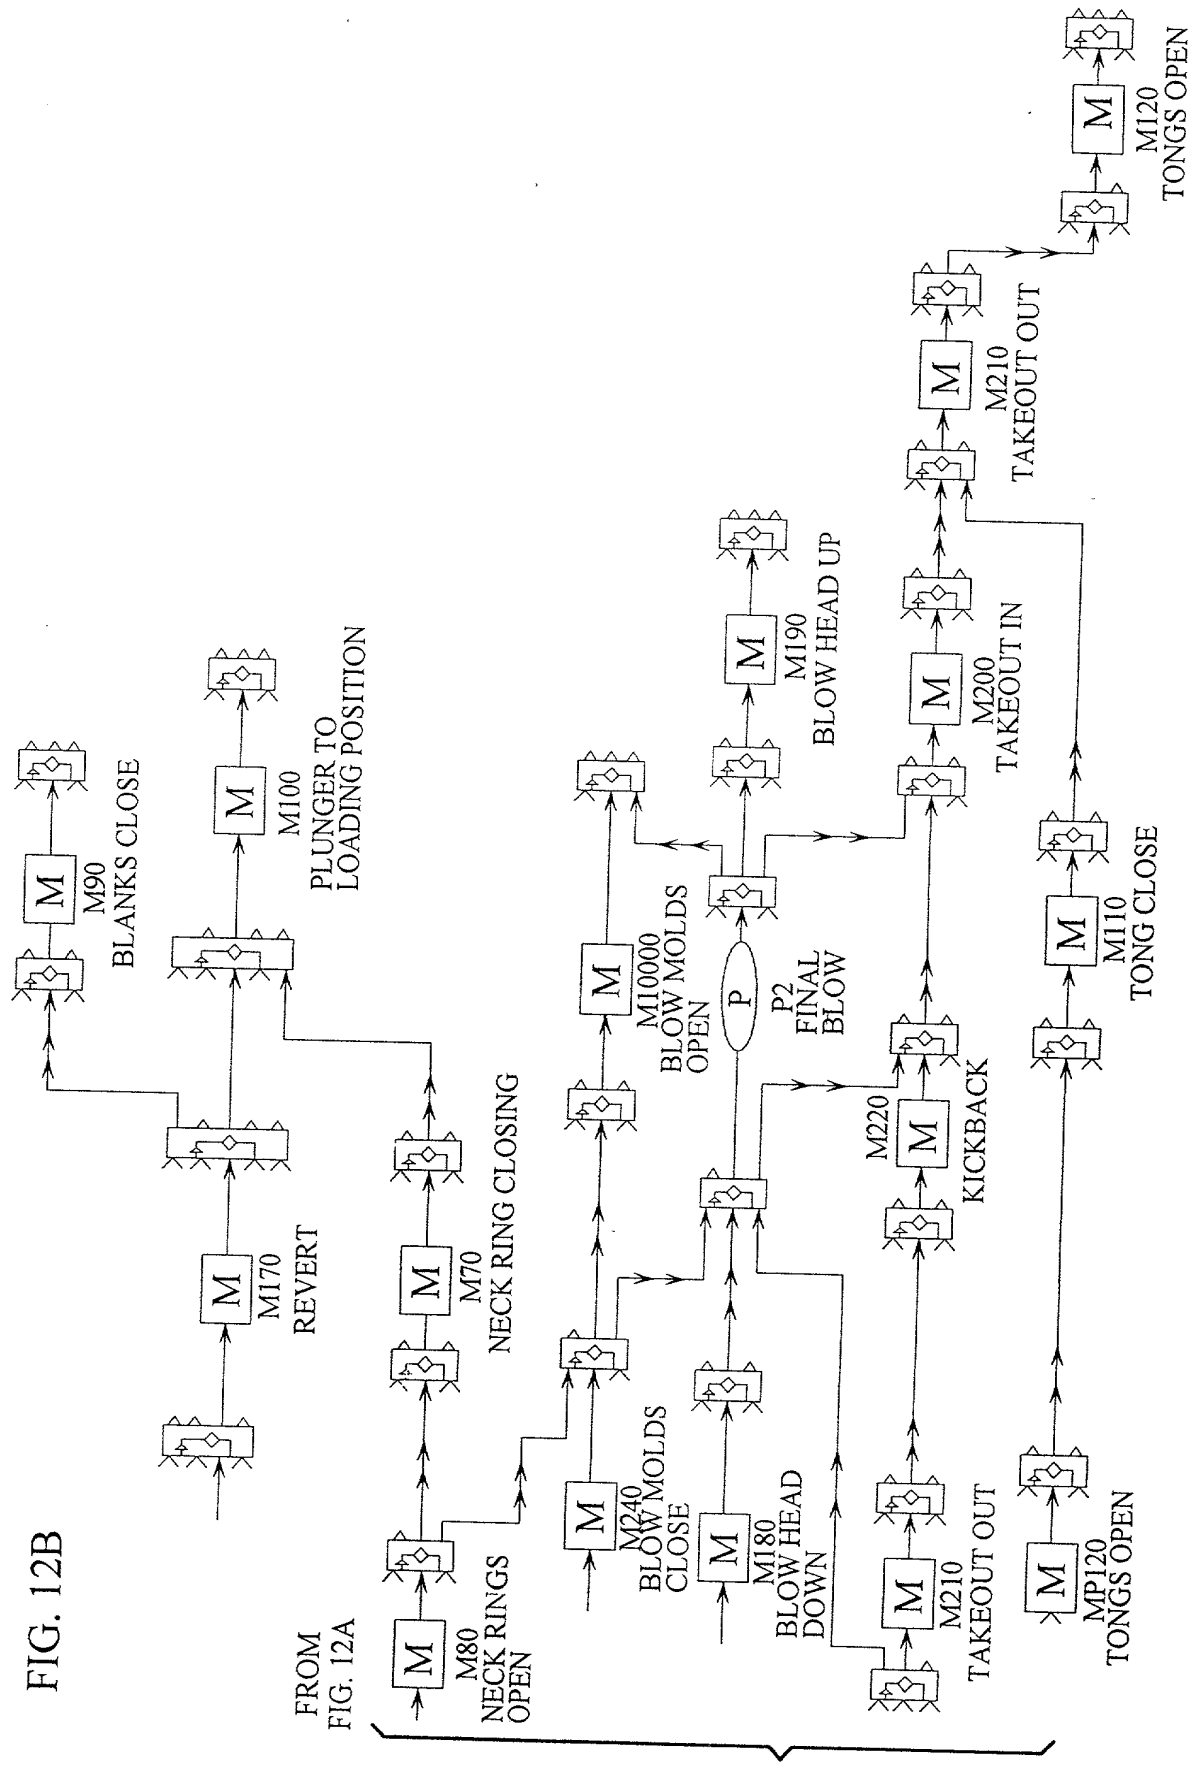 FIG. 12B
FROM
FIG. 12A
M
M90
BLANKS CLOSE
M
M100
PLUNGER TO
LOADING POSITION
M
M170
REVERT
M
M80
NECK RINGS
OPEN
M
M70
NECK RING CLOSING
M
M240
BLOW MOLDS
CLOSE
M
M10000
BLOW MOLDS
OPEN
M
M180
BLOW HEAD
DOWN
P
P2
FINAL
BLOW
M
M190
BLOW HEAD UP
M
M210
TAKEOUT OUT
M220
M
KICKBACK
M
M200
TAKEOUT IN
M
M210
TAKEOUT OUT
M
MP120
TONGS OPEN
M
M110
TONG CLOSE
M
M120
TONGS OPEN